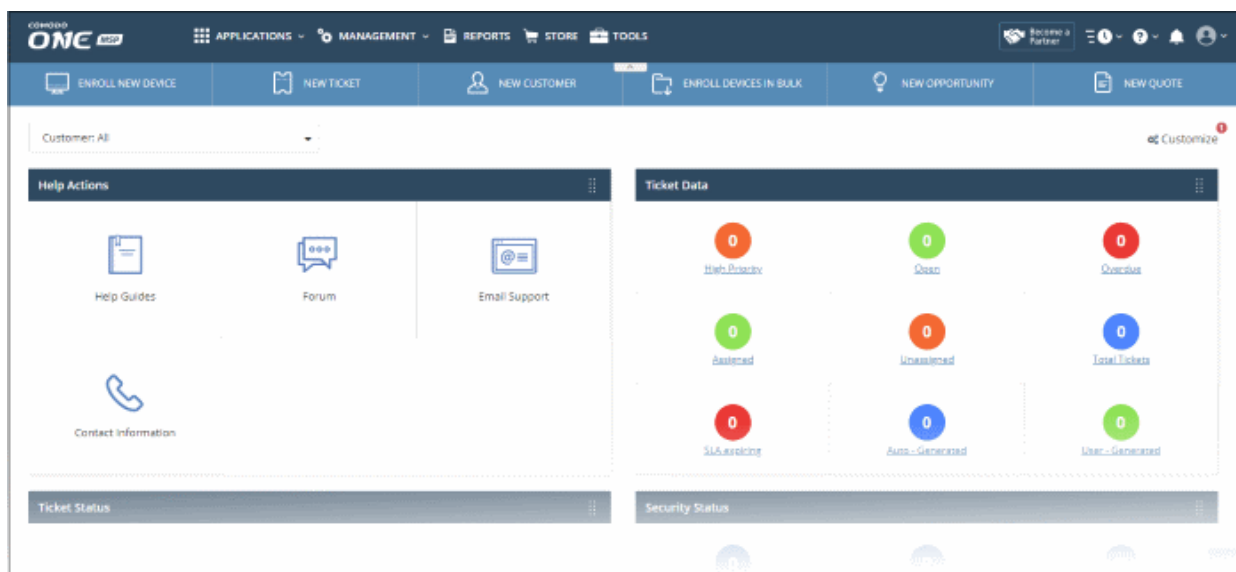 COMODO
ONE MSP
APPLICATIONS
MANAGEMENT
REPORTS
STORE
TOOLS
Become a
Partner
ENROLL NEW DEVICE
NEW TICKET
NEW CUSTOMER
ENROLL DEVICES IN BULK
NEW OPPORTUNITY
NEW QUOTE
Customer: All
1
Customize
Help Actions
Help Guides
Forum
Email Support
Contact Information
Ticket Data
0
High Priority
0
Open
0
Overdue
0
Assigned
0
Unassigned
0
Total Tickets
0
SLA expiring
0
Auto - Generated
0
User - Generated
Ticket Status
Security Status